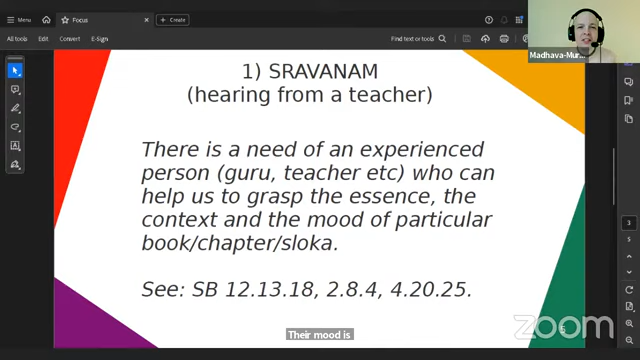 Menu
Focus
+ Create
All tools Edit Convert E-Sign
Find text or tools
Madhava-Mur
1) SRAVANAM
(hearing from a teacher)
There is a need of an experienced
person (guru, teacher etc) who can
help us to grasp the essence, the
context and the mood of particular
book/chapter/sloka.
See: SB 12.13.18, 2.8.4, 4.20.25.
3
5
Their mood is
zoom